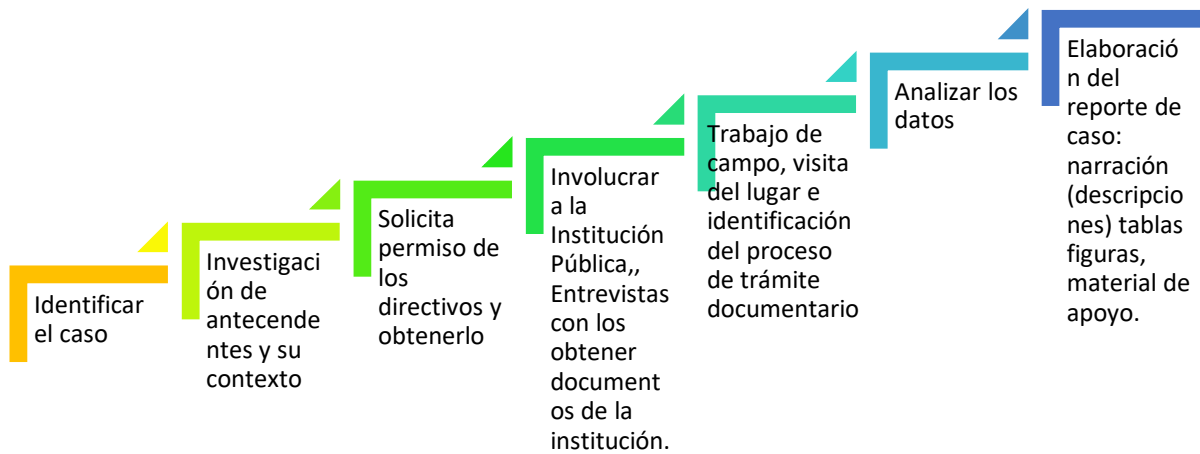 Identificar
el caso
Investigaci
ón de
antecende
ntes y su
contexto
Solicita
permiso de
los
directivos y
obtenerlo
Involucrar
a la
Institución
Pública,,
Entrevistas
con los
obtener
document
os de la
institución.
Trabajo de
campo, visita
del lugar e
identificación
del proceso
de trámite
documentario
Analizar los
datos
Elaboració
n del
reporte de
caso:
narración
(descripcio
nes) tablas
figuras,
material de
apoyo.